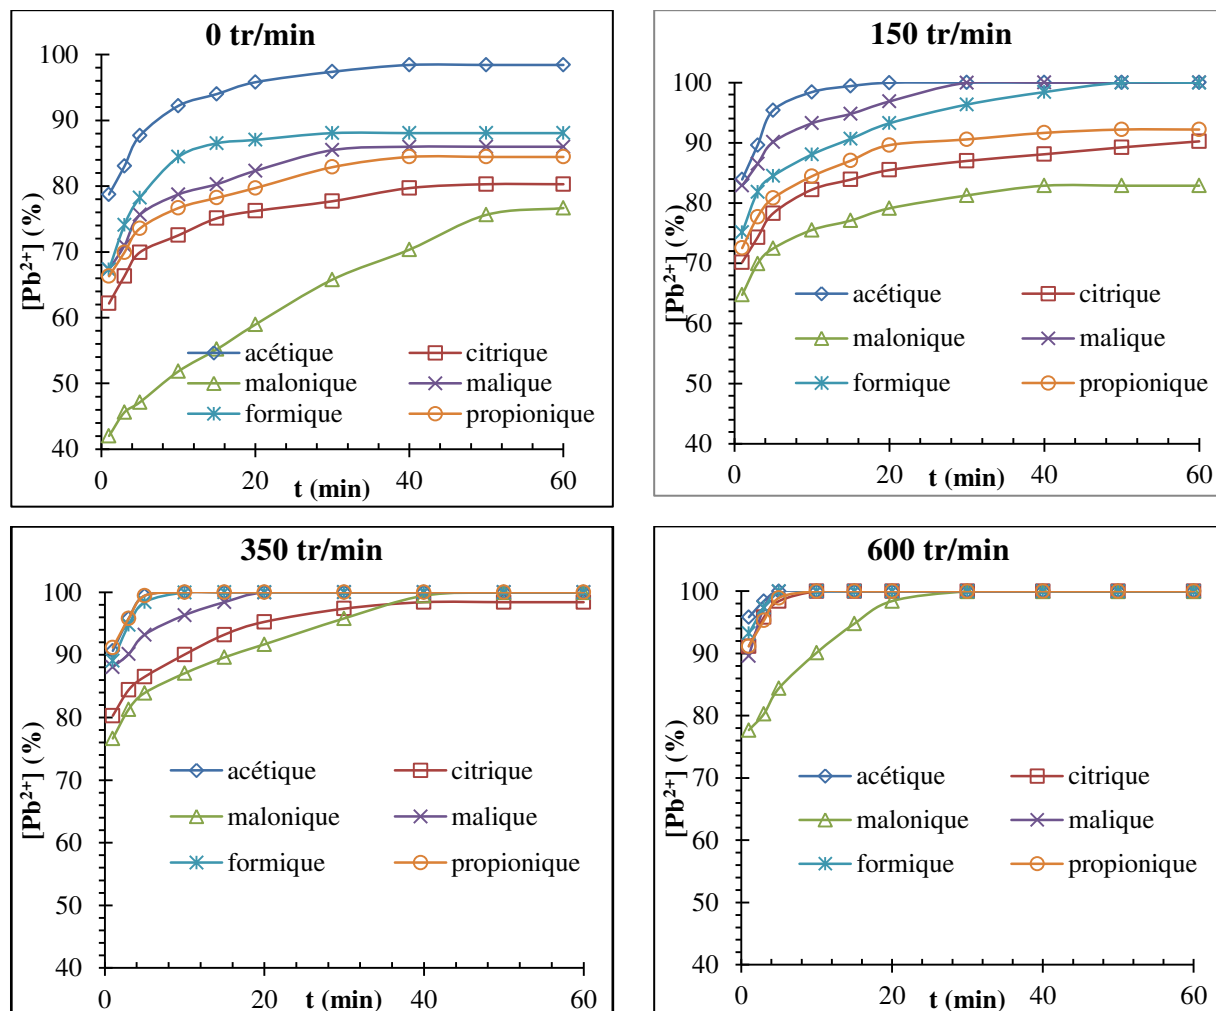 0 tr/min
100
90
80
70
60
50
40
[Pb2+] (%)
acétique
citrique
malonique
malique
formique
propionique
0
20
40
60
t (min)
150 tr/min
100
90
80
70
60
50
40
[Pb2+] (%)
acétique
citrique
malonique
malique
formique
propionique
0
20
40
60
t (min)
350 tr/min
100
90
80
70
60
50
40
[Pb2+] (%)
acétique
citrique
malonique
malique
formique
propionique
0
20
40
60
t (min)
600 tr/min
100
90
80
70
60
50
40
[Pb2+] (%)
acétique
citrique
malonique
malique
formique
propionique
0
20
40
60
t (min)